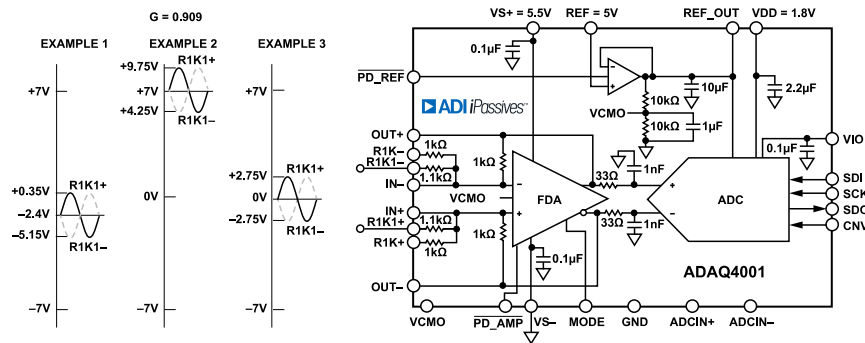 G = 0.909
EXAMPLE 1
EXAMPLE 2
EXAMPLE 3
+7V
+0.35V
R1K1+
–2.4V
–5.15V
R1K1–
–7V
+9.75V
R1K1+
+7V
+4.25V
R1K1–
0V
–7V
+7V
+2.75V
R1K1+
0V
–2.75V
R1K1–
–7V
VS+ = 5.5V
REF = 5V
REF_OUT
VDD = 1.8V
0.1µF
PD_REF
10µF
2.2µF
ADI iPassives™
10kΩ
VCMO
10kΩ
1µF
VIO
0.1µF
OUT+
R1K–
1kΩ
R1K1–
1.1kΩ
IN–
1kΩ
VCMO
IN+
R1K1+
1.1kΩ
R1K+
1kΩ
1kΩ
OUT–
FDA
33Ω
1nF
33Ω
1nF
0.1µF
ADC
SDI
SCK
SDO
CNV
ADAQ4001
VCMO
PD_AMP
VS–
MODE
GND
ADCIN+
ADCIN–